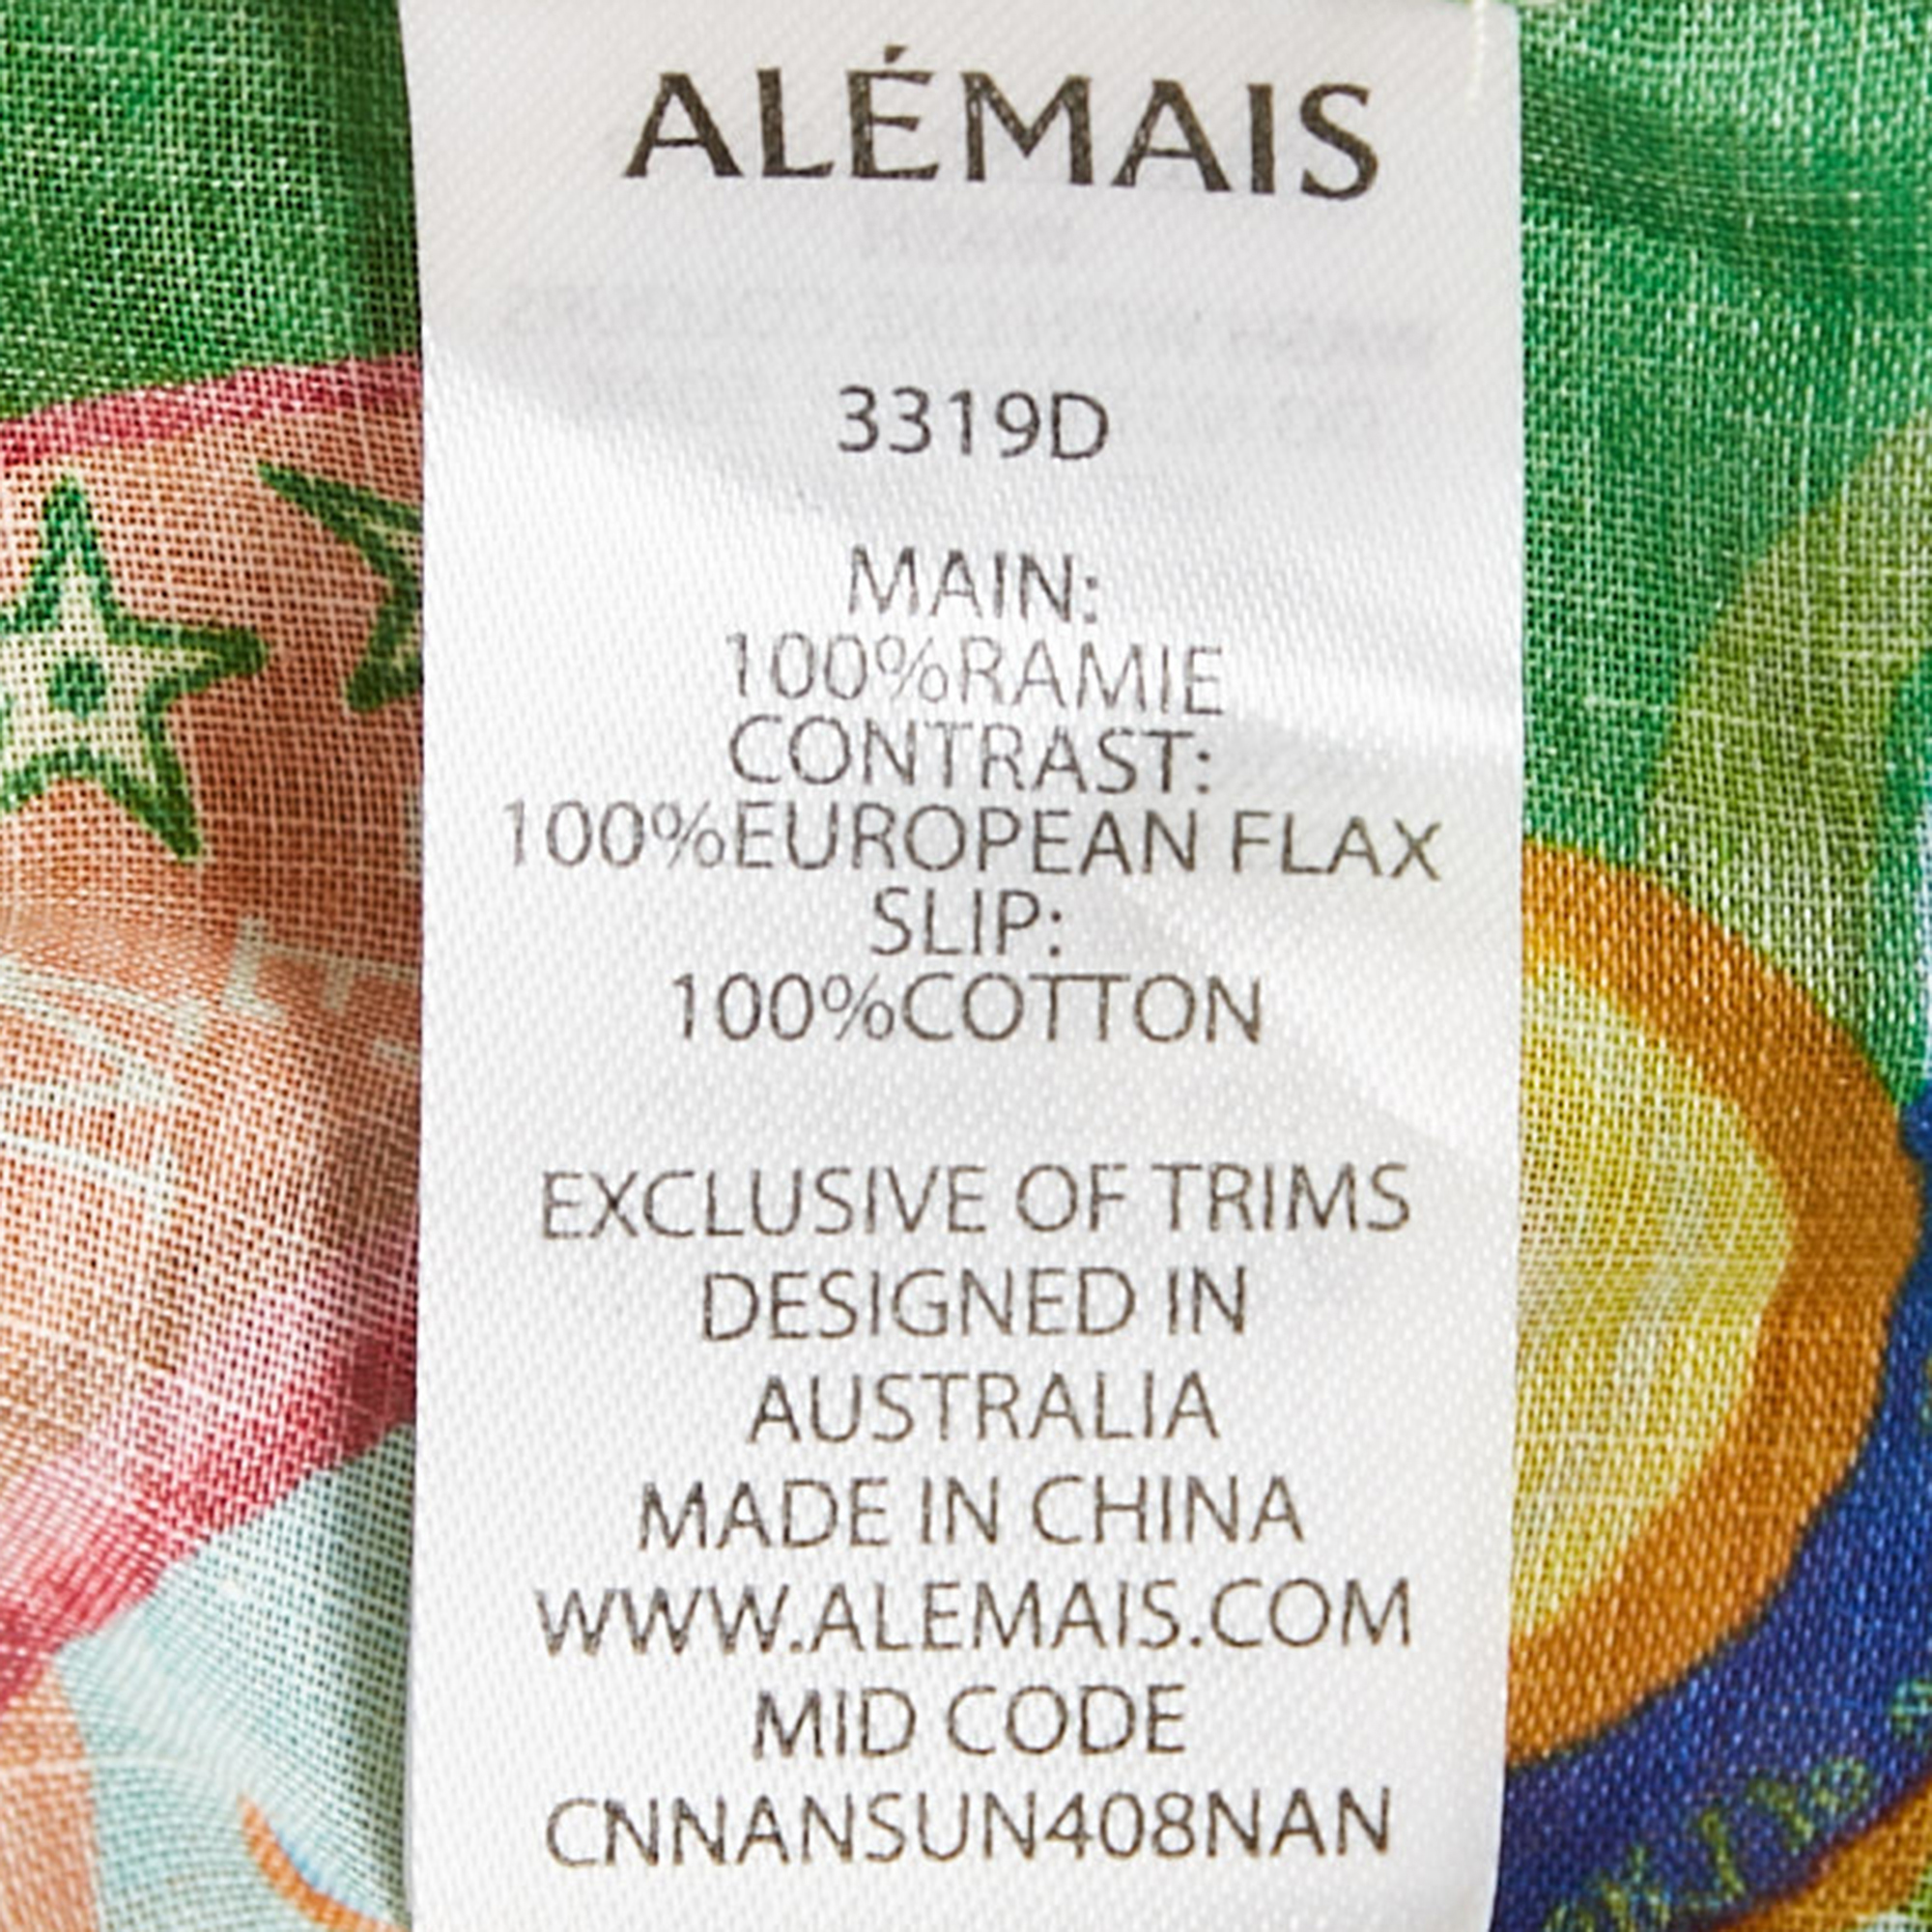 ALÉMAIS
3319D
MAIN:
100%RAMIE
CONTRAST:
100%EUROPEAN FLAX
SLIP:
100%COTTON
EXCLUSIVE OF TRIMS
DESIGNED IN
AUSTRALIA
MADE IN CHINA
WWW.ALEMAIS.COM
MID CODE
CNNANSUN408NAN